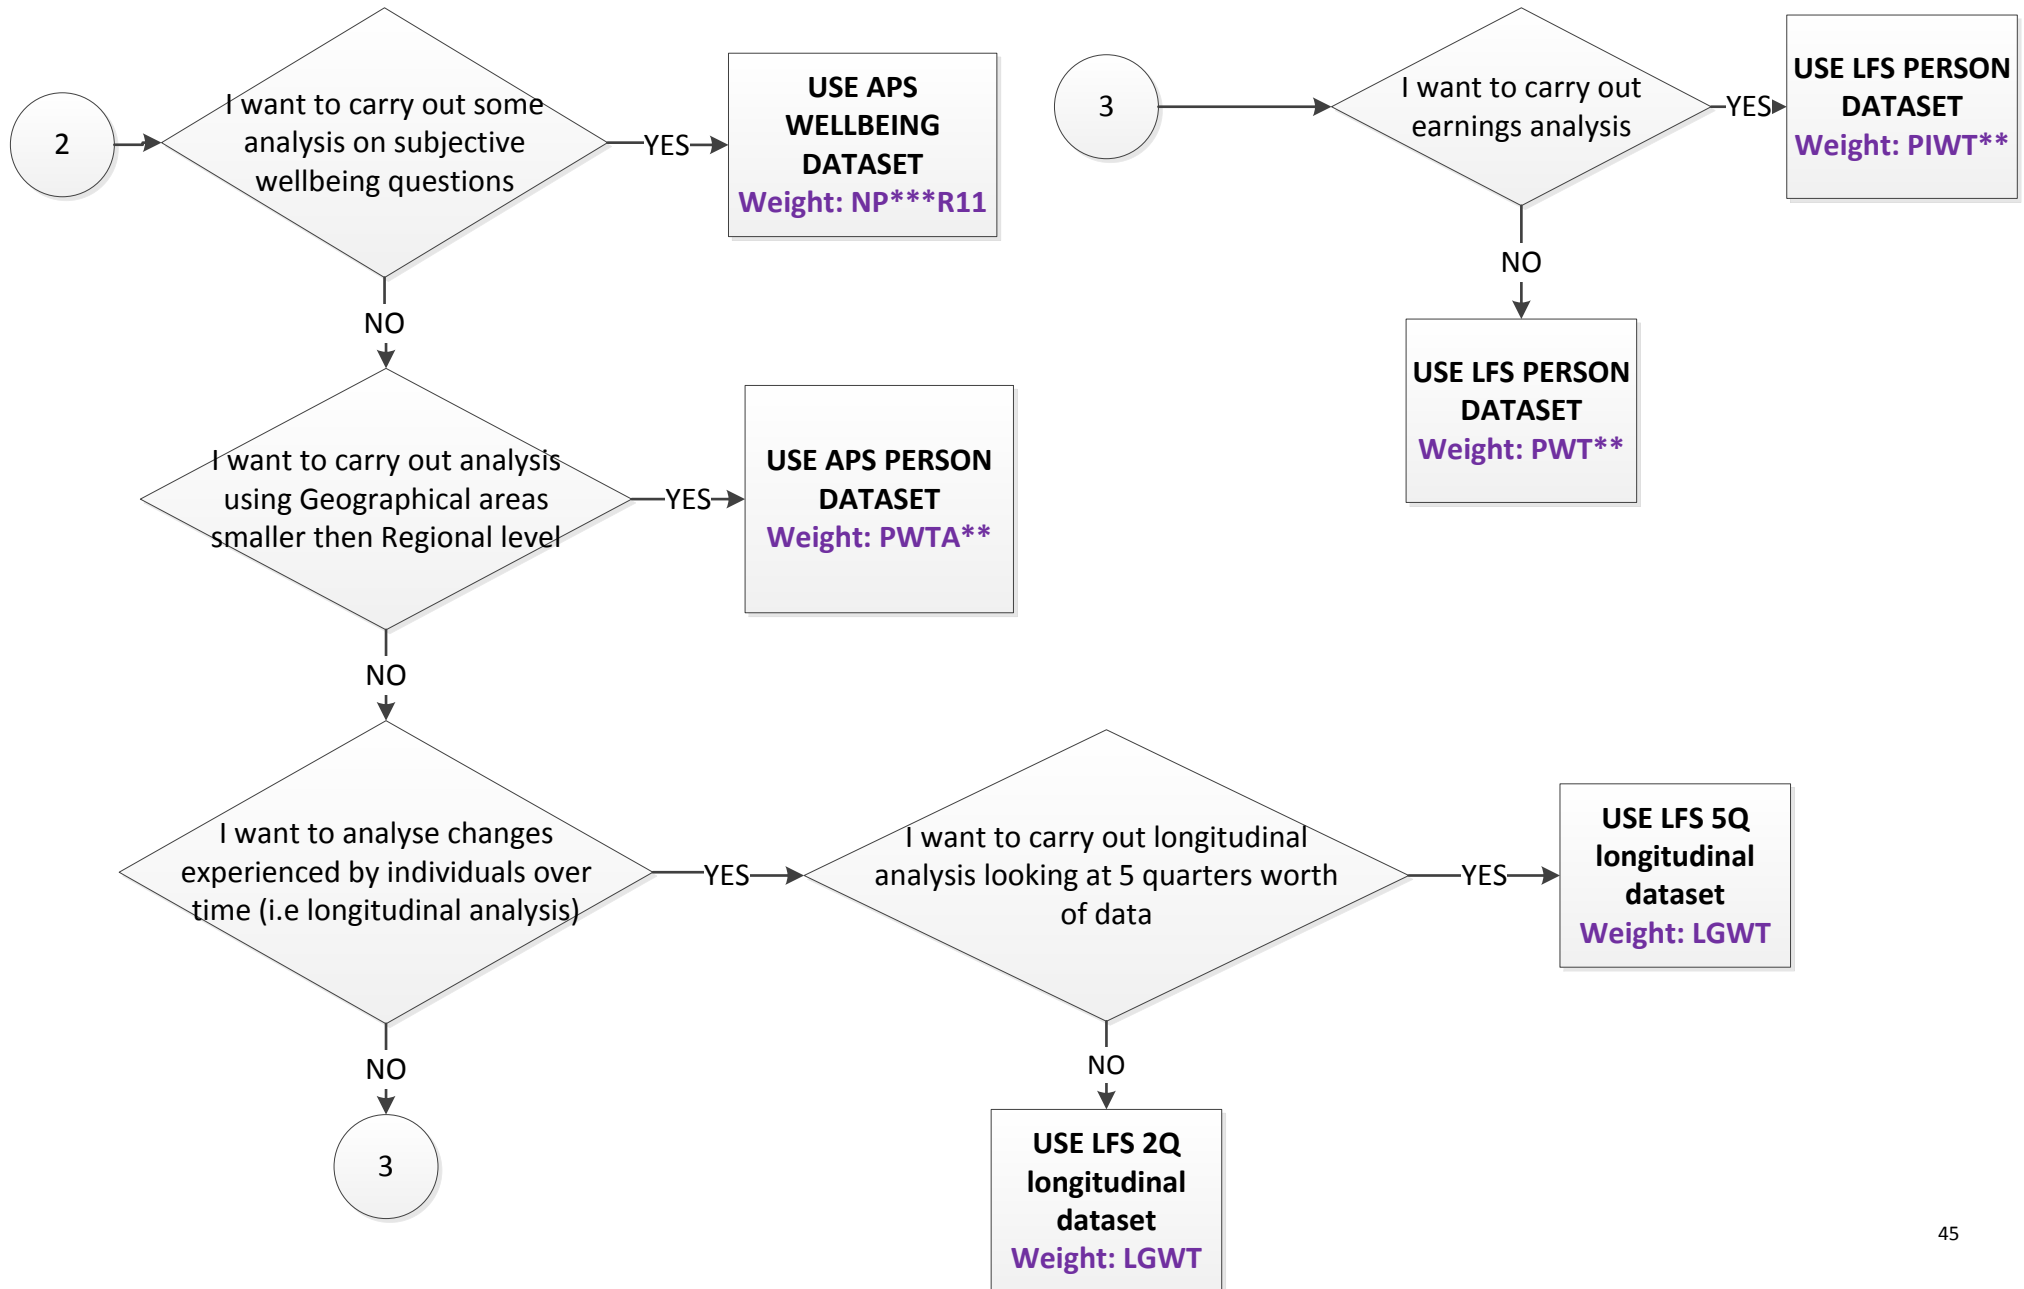 2
I want to carry out some
analysis on subjective
wellbeing questions
YES
USE APS
WELLBEING
DATASET
Weight: NP***R11
NO
I want to carry out analysis
using Geographical areas
smaller then Regional level
YES
USE APS PERSON
DATASET
Weight: PWTA**
NO
I want to analyse changes
experienced by individuals over
time (i.e longitudinal analysis)
YES
I want to carry out longitudinal
analysis looking at 5 quarters worth
of data
YES
USE LFS 5Q
longitudinal
dataset
Weight: LGWT
NO
USE LFS 2Q
longitudinal
dataset
Weight: LGWT
NO
3
3
I want to carry out
earnings analysis
YES
USE LFS PERSON
DATASET
Weight: PIWT**
NO
USE LFS PERSON
DATASET
Weight: PWT**
45